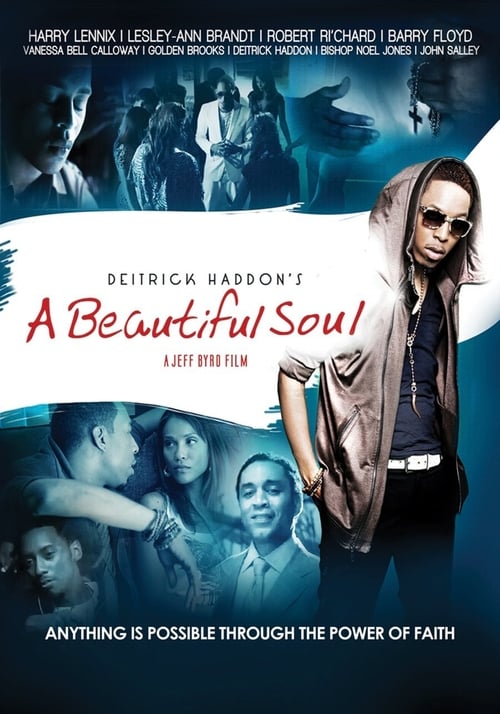 HARRY LENNIX I LESLEY-ANN BRANDT I ROBERT RI'CHARD I BARRY FLOYD
VANESSA BELL CALLOWAY I GOLDEN BROOKS I DEITRICK HADDON I BISHOP NOEL JONES I JOHN SALLEY
DEITRICK HADDON'S
A BEAUTIFUL SOUL
A JEFF BYRD FILM
ANYTHING IS POSSIBLE THROUGH THE POWER OF FAITH